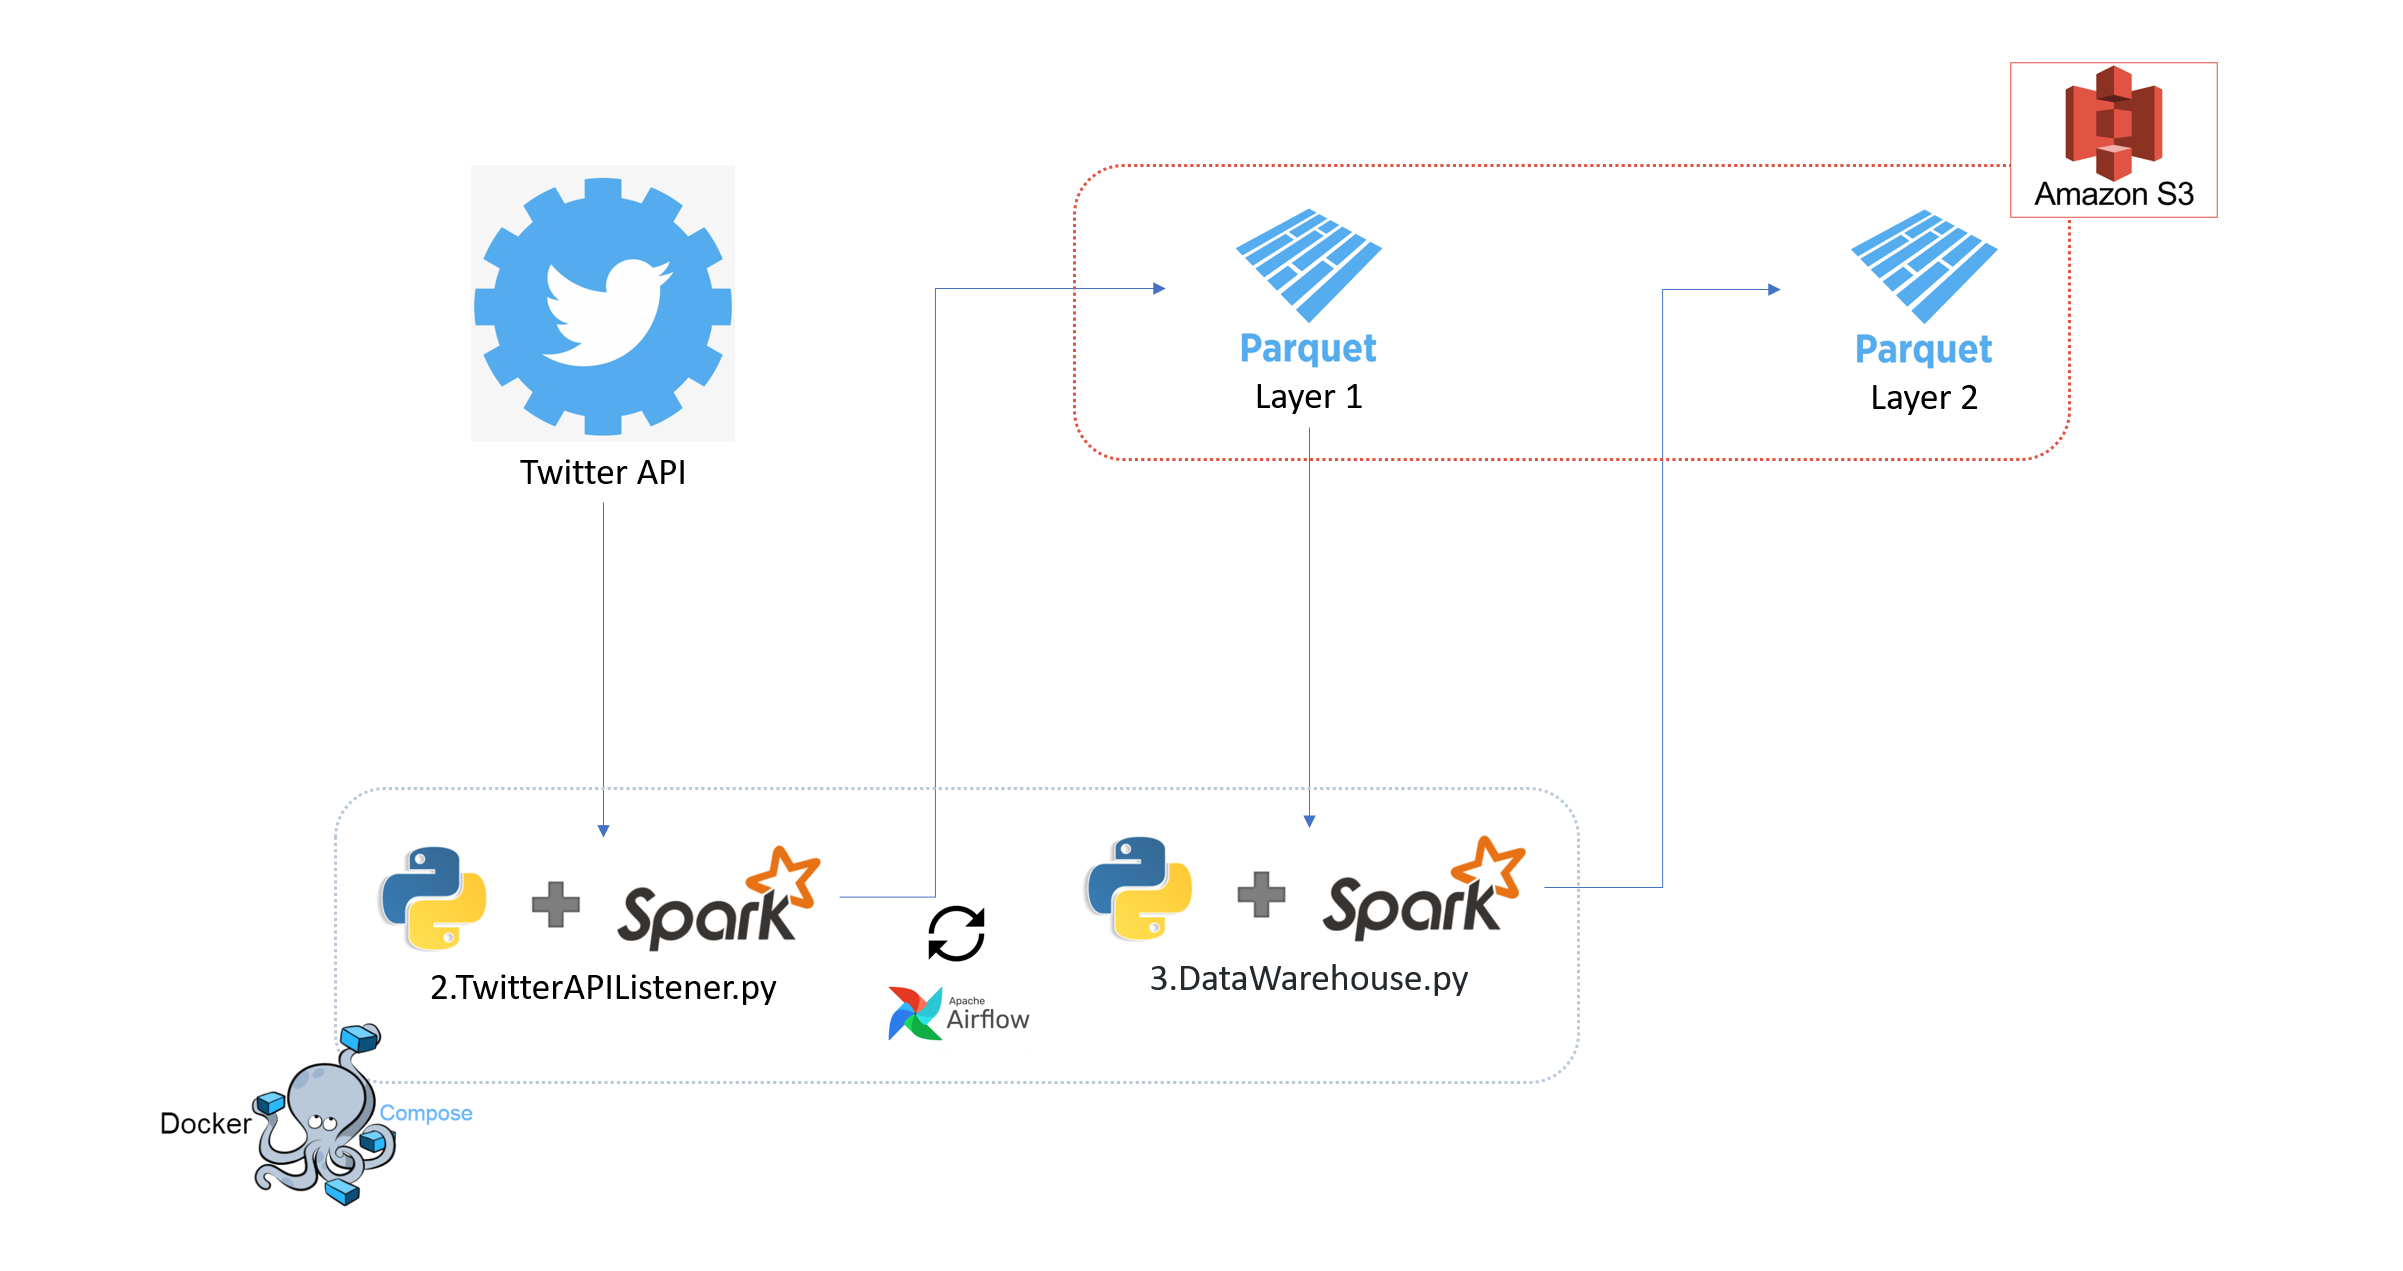 Amazon S3
Twitter API
Parquet
Layer 1
Parquet
Layer 2
Spark
2.TwitterAPIListener.py
Apache
Airflow
Spark
3.DataWarehouse.py
Docker
Compose